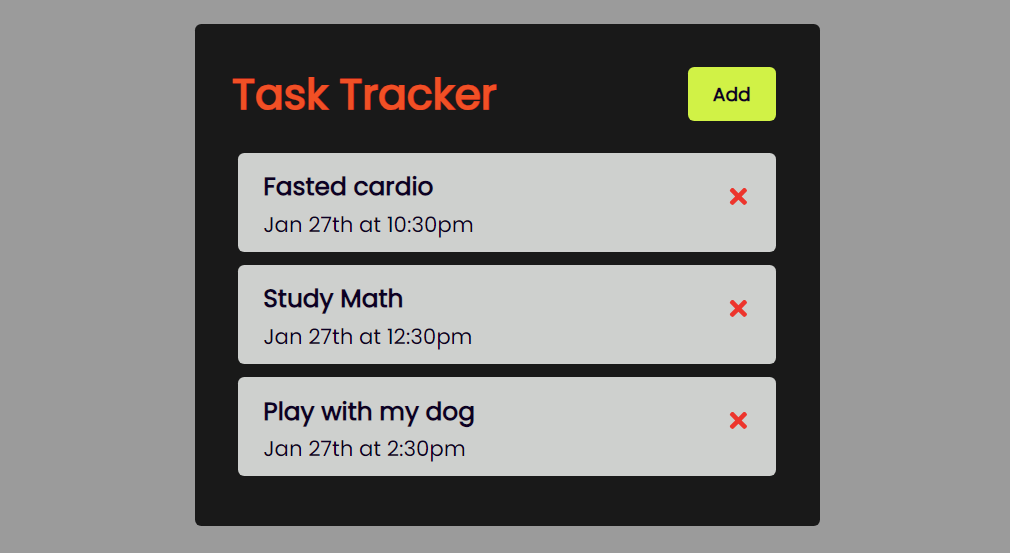 Task Tracker
Add
Fasted cardio
Jan 27th at 10:30pm
Study Math
Jan 27th at 12:30pm
Play with my dog
Jan 27th at 2:30pm